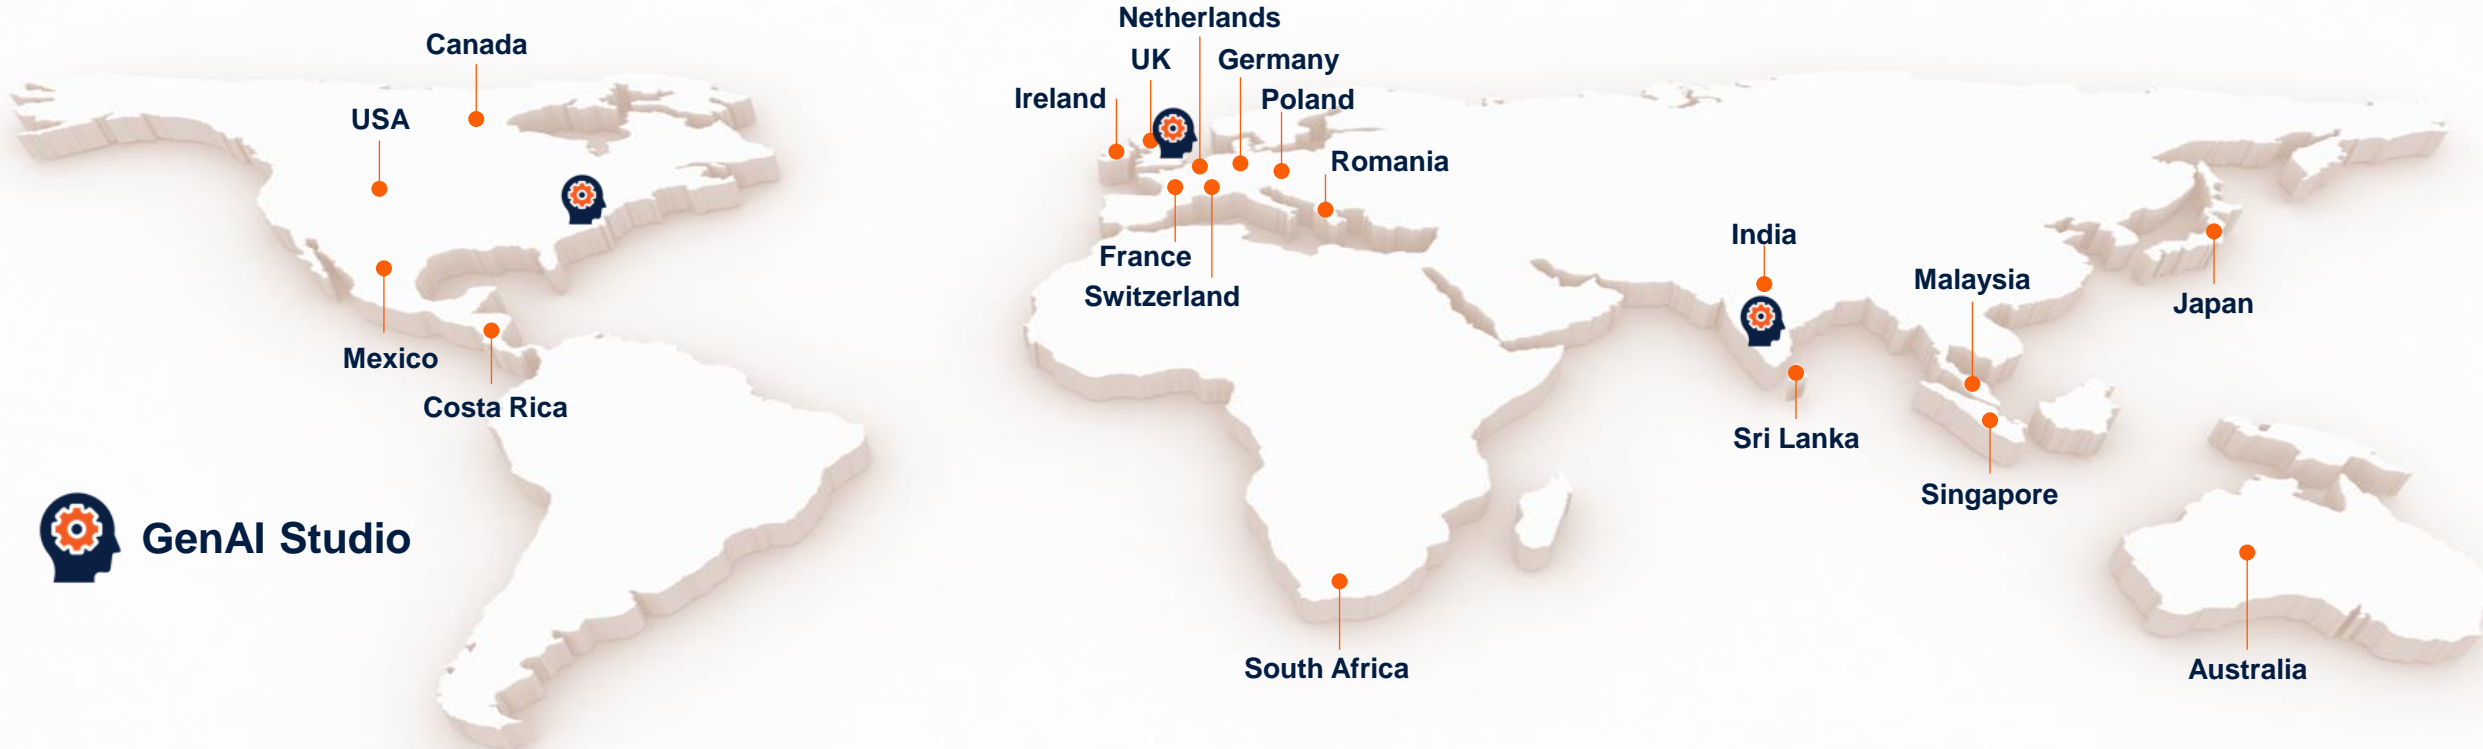 Netherlands
Canada
UK
Germany
Ireland
Poland
USA
Romania
India
France
Malaysia
Switzerland
Japan
Mexico
Costa Rica
Sri Lanka
Singapore
GenAI Studio
South Africa
Australia